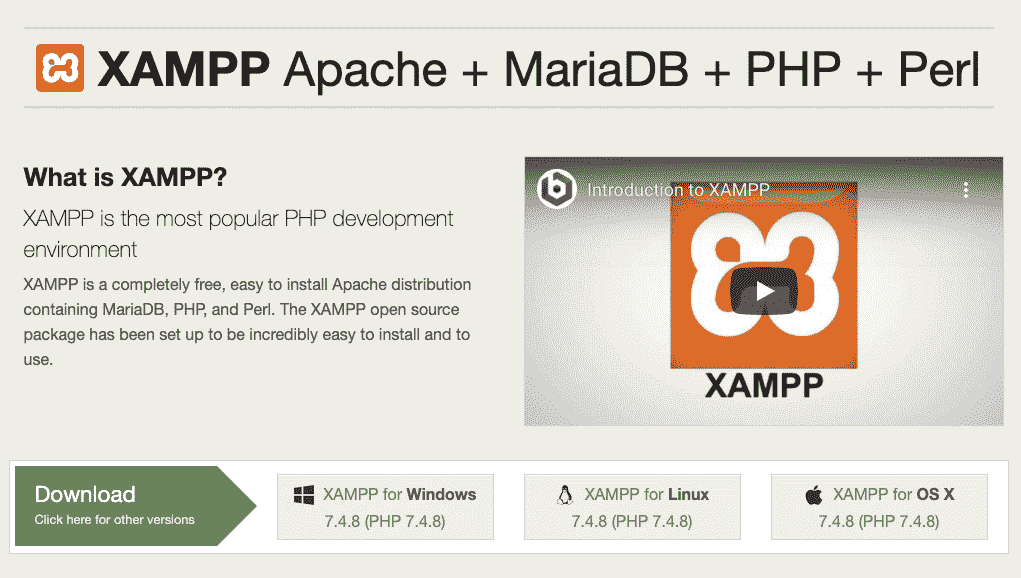 XAMPP Apache + MariaDB + PHP + Perl
What is XAMPP?
XAMPP is the most popular PHP development
environment
XAMPP is a completely free, easy to install Apache distribution
containing MariaDB, PHP, and Perl. The XAMPP open source
package has been set up to be incredibly easy to install and to
use.
Introduction to XAMPP
XAMPP
Download
Click here for other versions
XAMPP for Windows
7.4.8 (PHP 7.4.8)
XAMPP for Linux
7.4.8 (PHP 7.4.8)
XAMPP for OS X
7.4.8 (PHP 7.4.8)